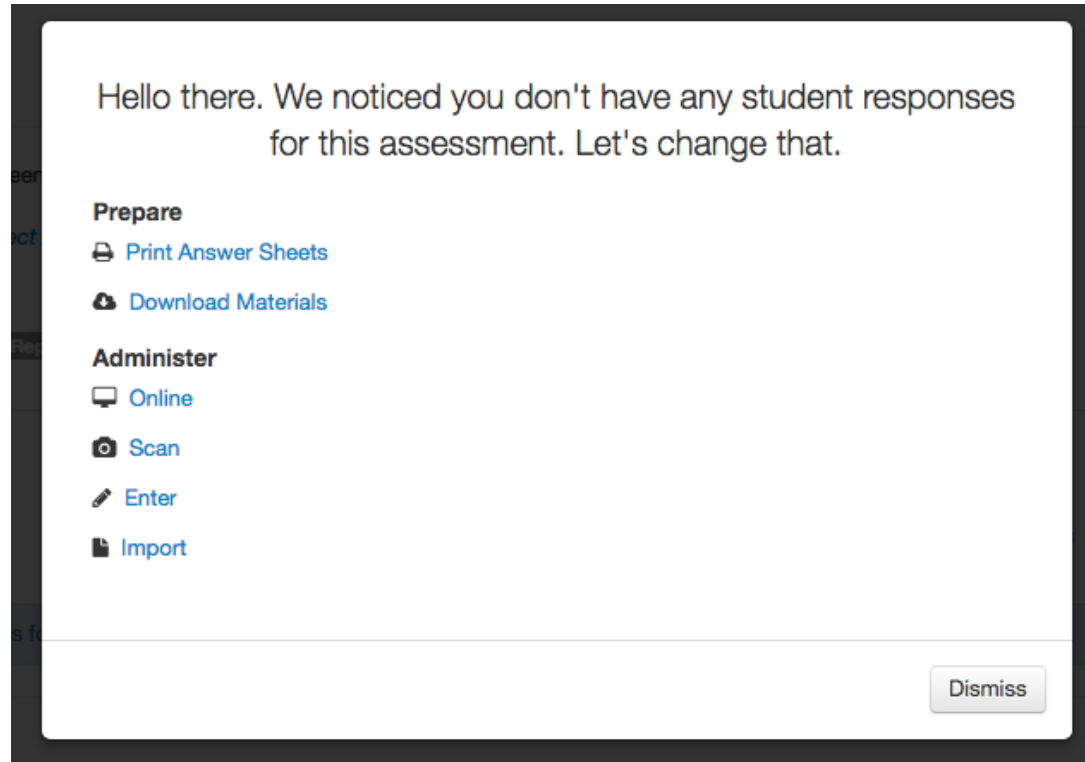 Hello there. We noticed you don't have any student responses
for this assessment. Let's change that.
Prepare
Print Answer Sheets
Download Materials
Administer
Online
Scan
Enter
Import
Dismiss